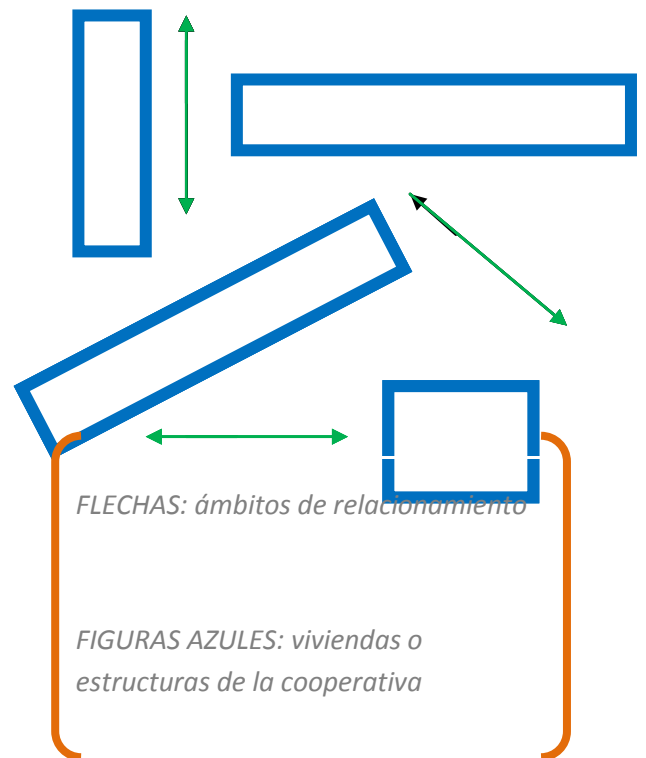 FLECHAS: ámbitos de relacionamiento
FIGURAS AZULES: viviendas o
estructuras de la cooperativa